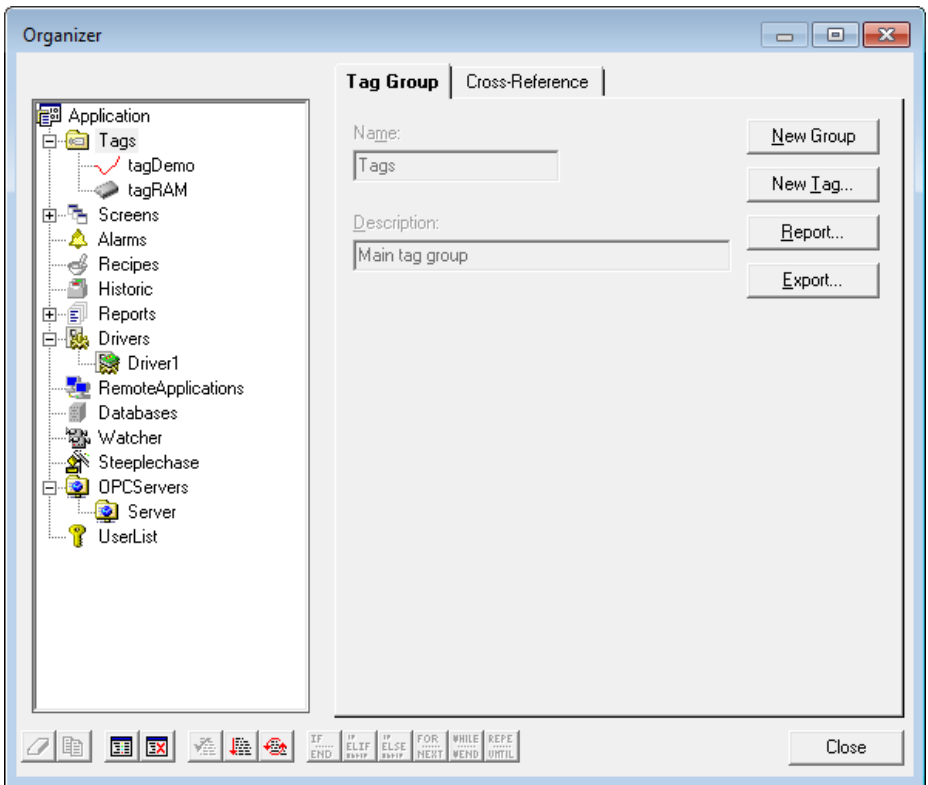 Organizer
Tag Group
Cross-Reference
Application
Tags
tagDemo
tagRAM
Screens
Alarms
Recipes
Historic
Reports
Drivers
Driver1
RemoteApplications
Databases
Watcher
Steeplechase
OPCServers
Server
UserList
Name:
Tags
Description:
Main tag group
New Group
New Tag...
Report...
Export...
IF
END
IF
ELIF
IF
ELSE
FOR
NEXT
WHILE
WEND
REPE
UNTIL
Close